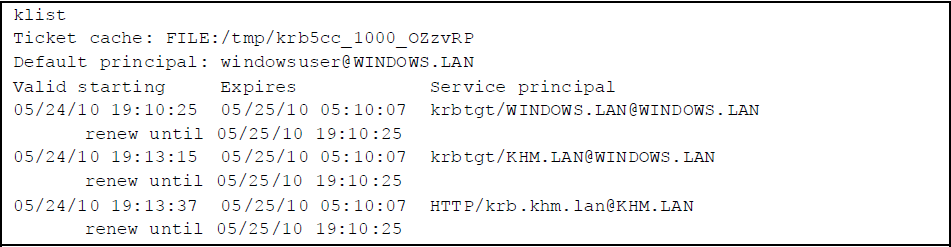 klist
Ticket cache: FILE:/tmp/krb5cc_1000_OZzvRP
Default principal: windowsuser@WINDOWS.LAN
Valid starting Expires Service principal
05/24/10 19:10:25 05/25/10 05:10:07 krbtgt/WINDOWS.LAN@WINDOWS.LAN
renew until 05/25/10 19:10:25
05/24/10 19:13:15 05/25/10 05:10:07 krbtgt/KHM.LAN@WINDOWS.LAN
renew until 05/25/10 19:10:25
05/24/10 19:13:37 05/25/10 05:10:07 HTTP/krb.khm.lan@KHM.LAN
renew until 05/25/10 19:10:25